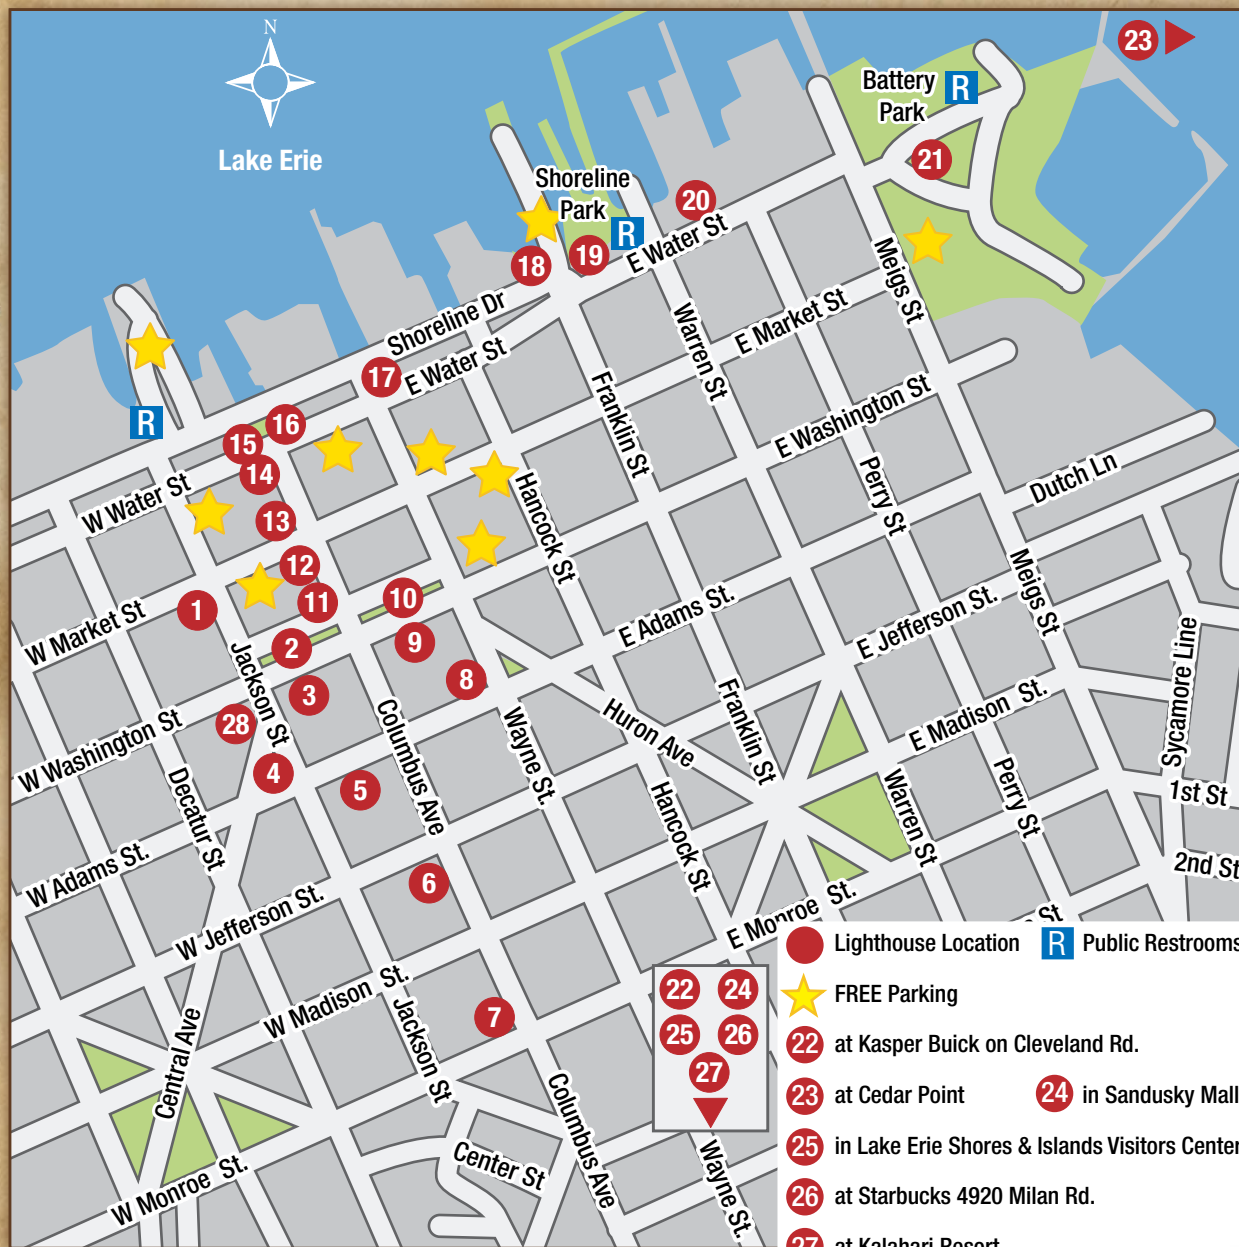 N
Lake Erie
23
Battery
Park
R
21
Shoreline
Park
R
20
19
18
E Water St
Meigs St
Shoreline Dr
E Water St
17
Warren St
E Market St
Franklin St
E Washington St
R
16
15
14
W Water St
13
Hancock St
Perry St
Dutch Ln
12
11
10
1
W Market St
2
9
8
3
28
Jackson St
4
5
E Adams St.
E Jefferson St.
Meigs St
Sycamore Line
W Washington St
Columbus Ave
Wayne St.
Huron Ave
Franklin St
E Madison St.
Decatur St
Hancock St
Warren St
Perry St
1st St
2nd St
W Adams St.
6
W Jefferson St.
E Monroe St.
St
W Madison St.
7
Central Ave
Jackson St
Columbus Ave
Center St
W Monroe St.
Wayne St.
22
24
25
26
27
Lighthouse Location
R Public Restrooms
FREE Parking
22 at Kasper Buick on Cleveland Rd.
23 at Cedar Point
24 in Sandusky Mall
25 in Lake Erie Shores & Islands Visitors Center
26 at Starbucks 4920 Milan Rd.
27 at Kalahari Resort